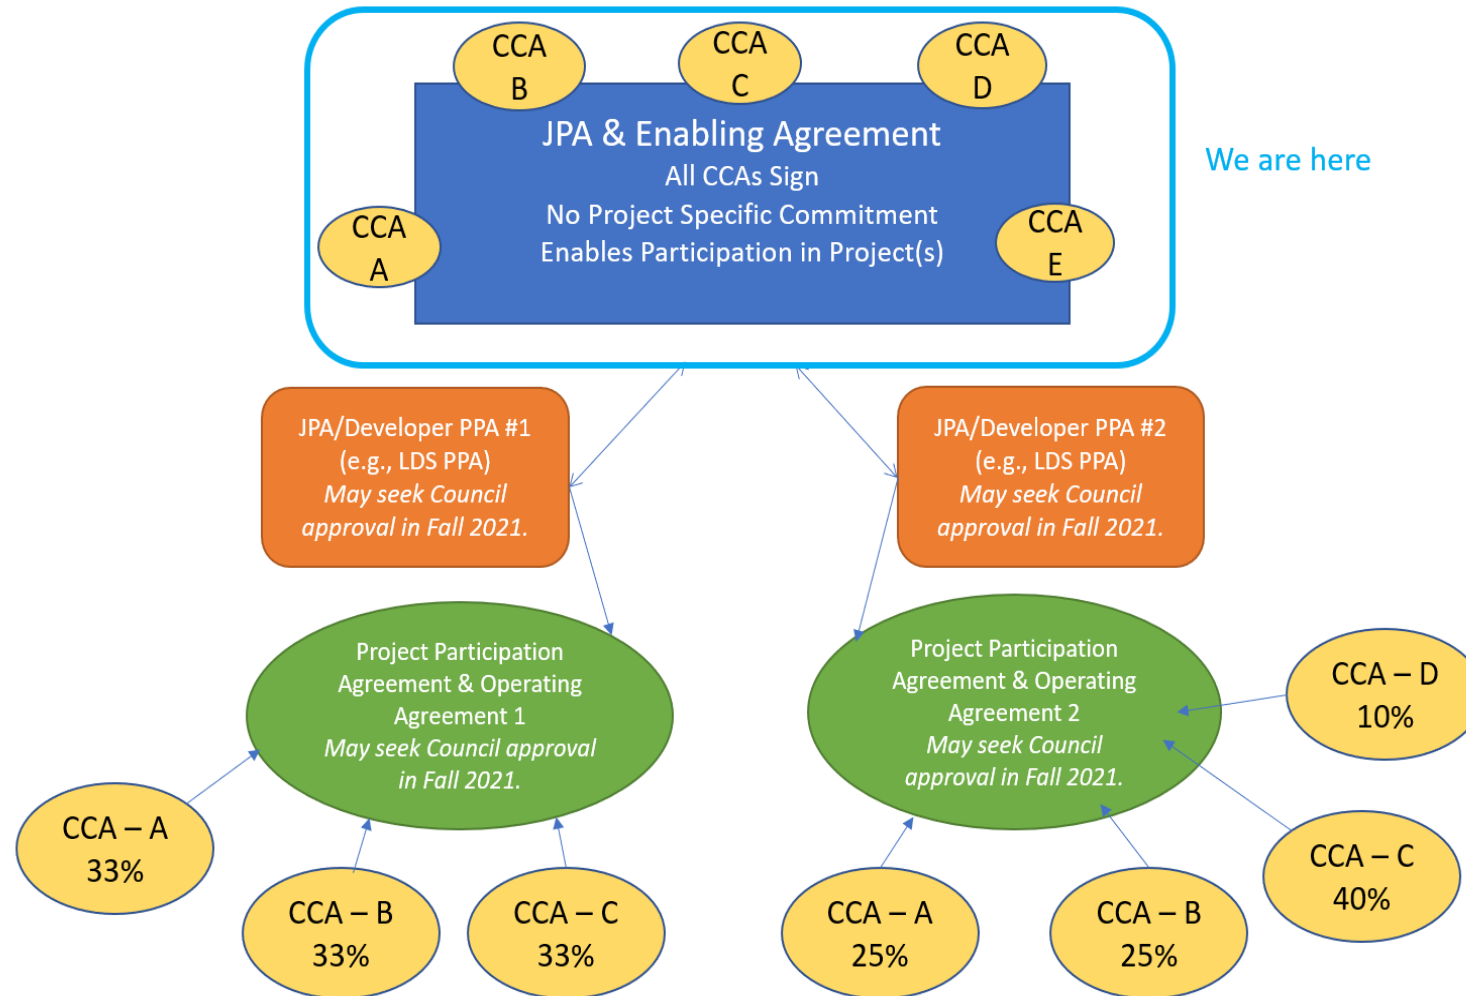 CCA
B
CCA
C
CCA
D
JPA & Enabling Agreement
All CCAs Sign
No Project Specific Commitment
Enables Participation in Project(s)
CCA
A
CCA
E
We are here
JPA/Developer PPA #1
(e.g., LDS PPA)
May seek Council
approval in Fall 2021.
JPA/Developer PPA #2
(e.g., LDS PPA)
May seek Council
approval in Fall 2021.
Project Participation
Agreement & Operating
Agreement 1
May seek Council approval
in Fall 2021.
Project Participation
Agreement & Operating
Agreement 2
May seek Council
approval in Fall 2021.
CCA – D
10%
CCA – A
33%
CCA – B
33%
CCA – C
33%
CCA – A
25%
CCA – B
25%
CCA – C
40%